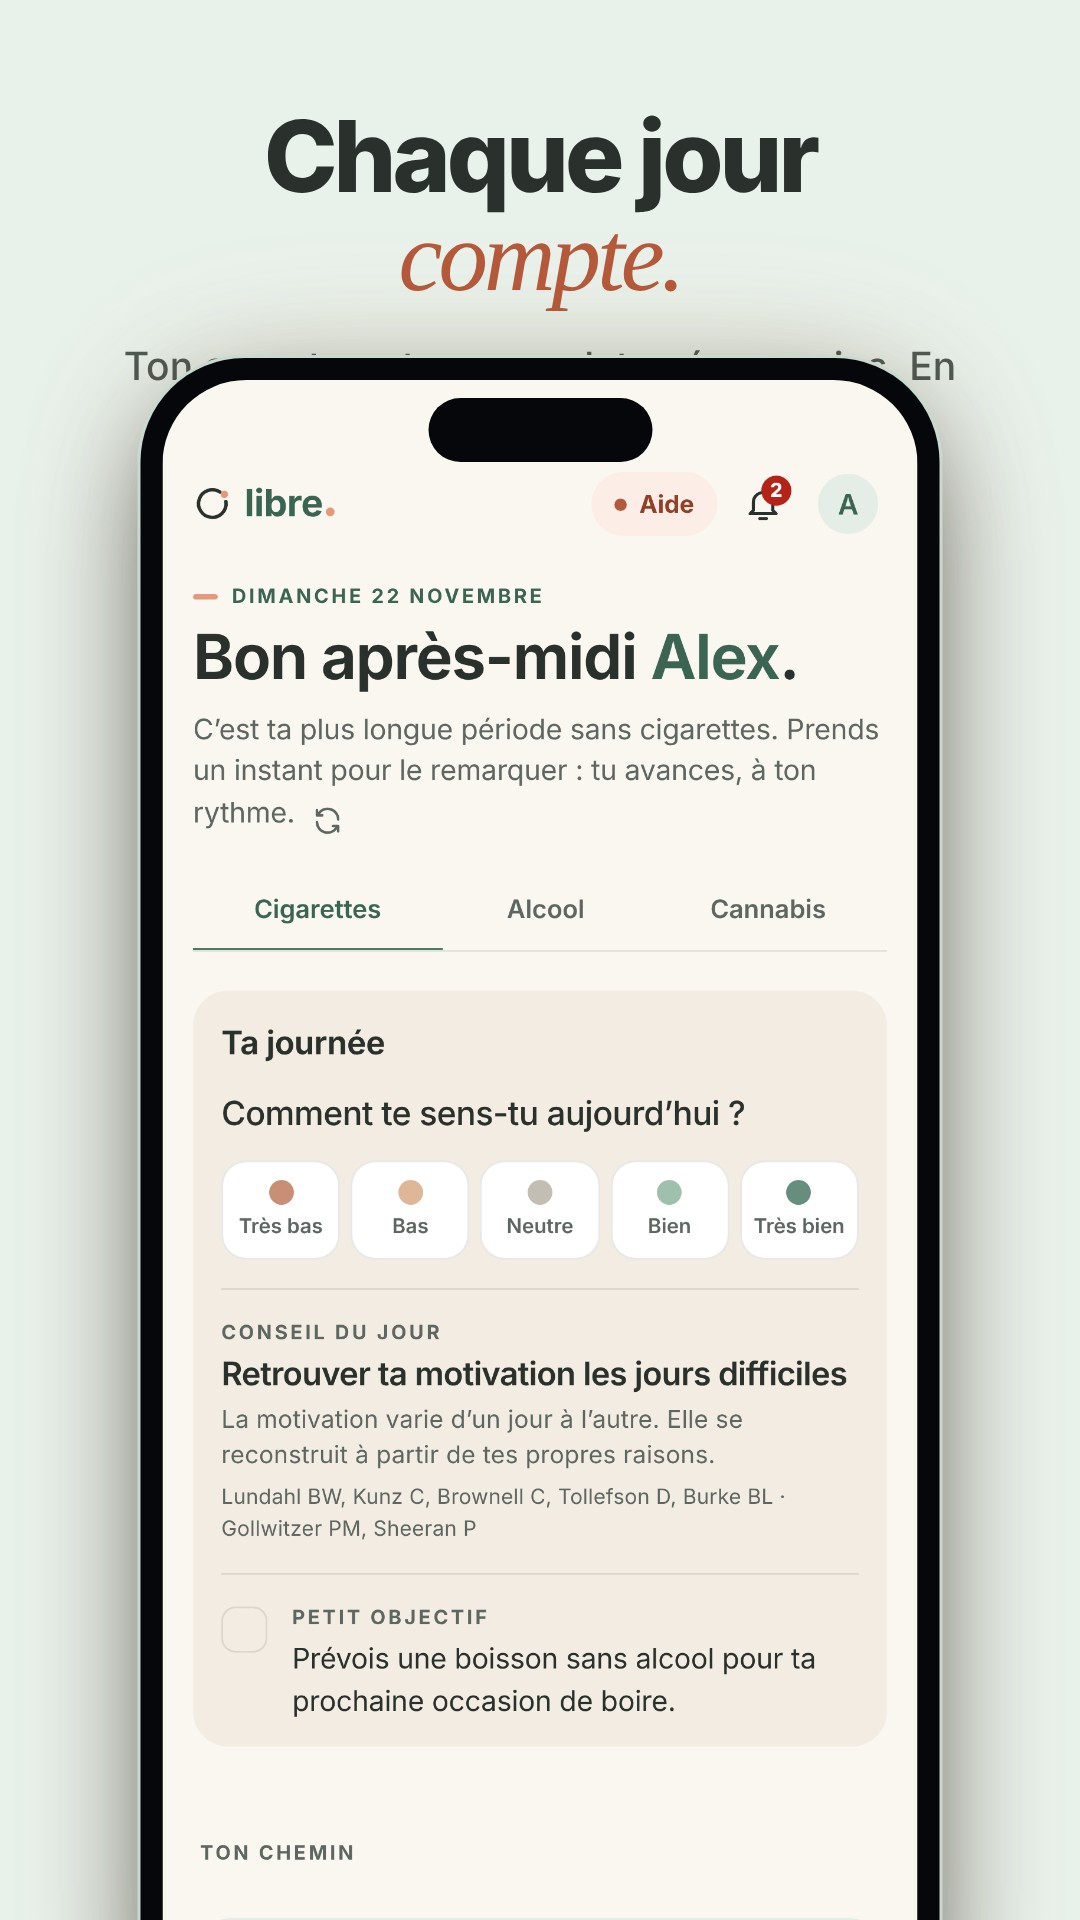 Chaque jour
compte.
Ton En
libre.
Aide
2
A
DIMANCHE 22 NOVEMBRE
Bon après-midi Alex.
C’est ta plus longue période sans cigarettes. Prends
un instant pour le remarquer : tu avances, à ton
rythme.
Cigarettes Alcool Cannabis
Ta journée
Comment te sens-tu aujourd’hui ?
Très bas Bas Neutre Bien Très bien
CONSEIL DU JOUR
Retrouver ta motivation les jours difficiles
La motivation varie d’un jour à l’autre. Elle se
reconstruit à partir de tes propres raisons.
Lundahl BW, Kunz C, Brownell C, Tollefson D, Burke BL ·
Gollwitzer PM, Sheeran P
PETIT OBJECTIF
Prévois une boisson sans alcool pour ta
prochaine occasion de boire.
TON CHEMIN